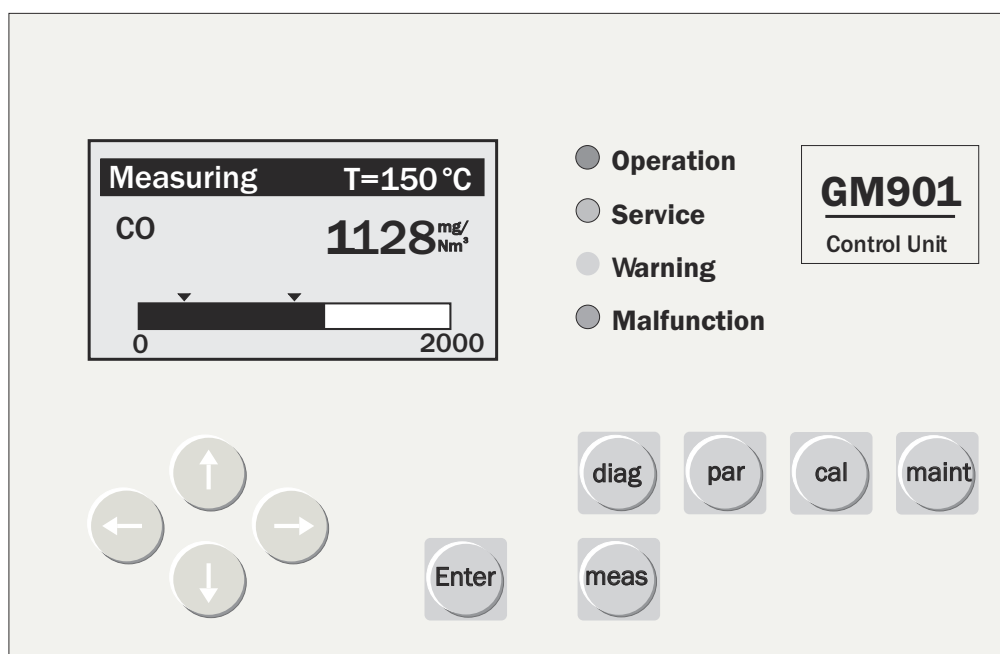 Measuring T=150 °C
CO 1128 mg/Nm³
0 2000
Operation
Service
Warning
Malfunction
GM901
Control Unit
diag par cal maint
Enter meas